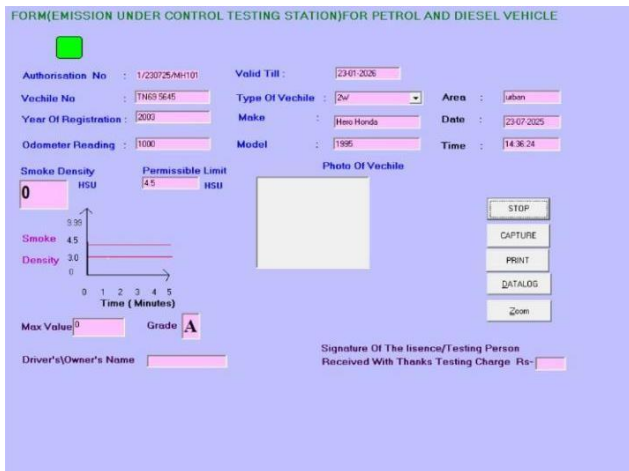 FORM(EMISSION UNDER CONTROL TESTING STATION)FOR PETROL AND DIESEL VEHICLE
Authorisation No : 1/230725/MH101 Valid Till : 23-01-2026
Vechile No : TN69 5645 Type Of Vechile : 2W Area : urban
Year Of Registration : 2003 Make : Hero Honda Date : 23-07-2025
Odometer Reading : 1000 Model : 1995 Time : 14:36:24
Smoke Density Permissible Limit Photo Of Vechile
0 HSU 4.5 HSU
STOP
CAPTURE
PRINT
DATALOG
Zoom
9.99
Smoke 4.5
Density 3.0
0
0 1 2 3 4 5
Time ( Minutes)
Max Value 0 Grade A
Driver's\Owner's Name
Signature Of The lisence/Testing Person
Received With Thanks Testing Charge Rs-